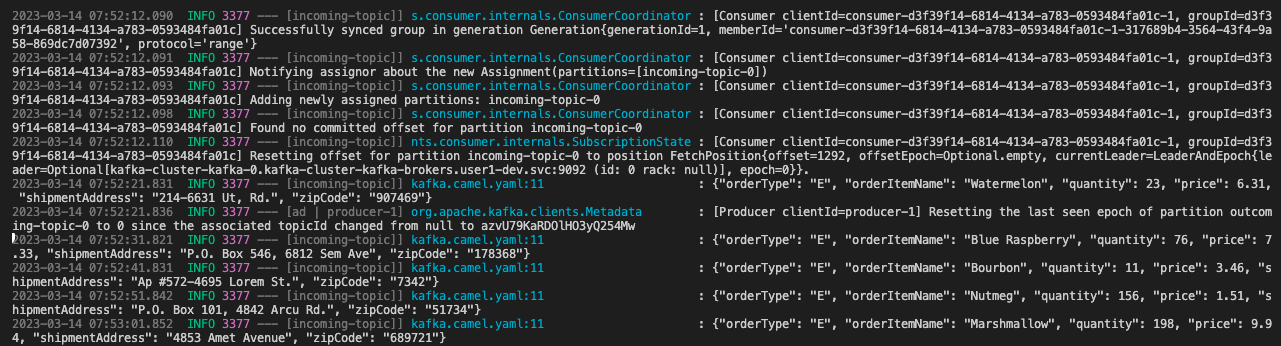 2023-03-14 07:52:12.090  INFO 3377 --- [incoming-topic]] s.consumer.internals.ConsumerCoordinator : [Consumer clientId=consumer-d3f39f14-6814-4134-a783-0593484fa01c-1, groupId=d3f3
9f14-6814-4134-a783-0593484fa01c] Successfully synced group in generation Generation{generationId=1, memberId='consumer-d3f39f14-6814-4134-a783-0593484fa01c-1-317689b4-3564-43f4-9a
58-869dc7d07392', protocol='range'}
2023-03-14 07:52:12.091  INFO 3377 --- [incoming-topic]] s.consumer.internals.ConsumerCoordinator : [Consumer clientId=consumer-d3f39f14-6814-4134-a783-0593484fa01c-1, groupId=d3f3
9f14-6814-4134-a783-0593484fa01c] Notifying assignor about the new Assignment(partitions=[incoming-topic-0])
2023-03-14 07:52:12.093  INFO 3377 --- [incoming-topic]] s.consumer.internals.ConsumerCoordinator : [Consumer clientId=consumer-d3f39f14-6814-4134-a783-0593484fa01c-1, groupId=d3f3
9f14-6814-4134-a783-0593484fa01c] Adding newly assigned partitions: incoming-topic-0
2023-03-14 07:52:12.098  INFO 3377 --- [incoming-topic]] s.consumer.internals.ConsumerCoordinator : [Consumer clientId=consumer-d3f39f14-6814-4134-a783-0593484fa01c-1, groupId=d3f3
9f14-6814-4134-a783-0593484fa01c] Found no committed offset for partition incoming-topic-0
2023-03-14 07:52:12.110  INFO 3377 --- [incoming-topic]] nts.consumer.internals.SubscriptionState : [Consumer clientId=consumer-d3f39f14-6814-4134-a783-0593484fa01c-1, groupId=d3f3
9f14-6814-4134-a783-0593484fa01c] Resetting offset for partition incoming-topic-0 to position FetchPosition{offset=1292, offsetEpoch=Optional.empty, currentLeader=LeaderAndEpoch{le
ader=Optional[kafka-cluster-kafka-0.kafka-cluster-kafka-brokers.user1-dev.svc:9092 (id: 0 rack: null)], epoch=0}}.
2023-03-14 07:52:21.831  INFO 3377 --- [incoming-topic]] kafka.camel.yaml:11 : {"orderType": "E", "orderItemName": "Watermelon", "quantity": 23, "price": 6.31,
"shipmentAddress": "214-6631 Ut, Rd.", "zipCode": "907469"}
2023-03-14 07:52:21.836  INFO 3377 --- [ad | producer-1] org.apache.kafka.clients.Metadata : [Producer clientId=producer-1] Resetting the last seen epoch of partition outcom
ing-topic-0 to 0 since the associated topicId changed from null to azvU79KaRDOlHO3yQ254Mw
2023-03-14 07:52:31.821  INFO 3377 --- [incoming-topic]] kafka.camel.yaml:11 : {"orderType": "E", "orderItemName": "Blue Raspberry", "quantity": 76, "price": 7
.33, "shipmentAddress": "P.O. Box 546, 6812 Sem Ave", "zipCode": "178368"}
2023-03-14 07:52:41.831  INFO 3377 --- [incoming-topic]] kafka.camel.yaml:11 : {"orderType": "E", "orderItemName": "Bourbon", "quantity": 11, "price": 3.46, "s
hipmentAddress": "Ap #572-4695 Lorem St.", "zipCode": "7342"}
2023-03-14 07:52:51.842  INFO 3377 --- [incoming-topic]] kafka.camel.yaml:11 : {"orderType": "E", "orderItemName": "Nutmeg", "quantity": 156, "price": 1.51, "s
hipmentAddress": "P.O. Box 101, 4842 Arcu Rd.", "zipCode": "51734"}
2023-03-14 07:53:01.852  INFO 3377 --- [incoming-topic]] kafka.camel.yaml:11 : {"orderType": "E", "orderItemName": "Marshmallow", "quantity": 198, "price": 9.9
4, "shipmentAddress": "4853 Amet Avenue", "zipCode": "689721"}